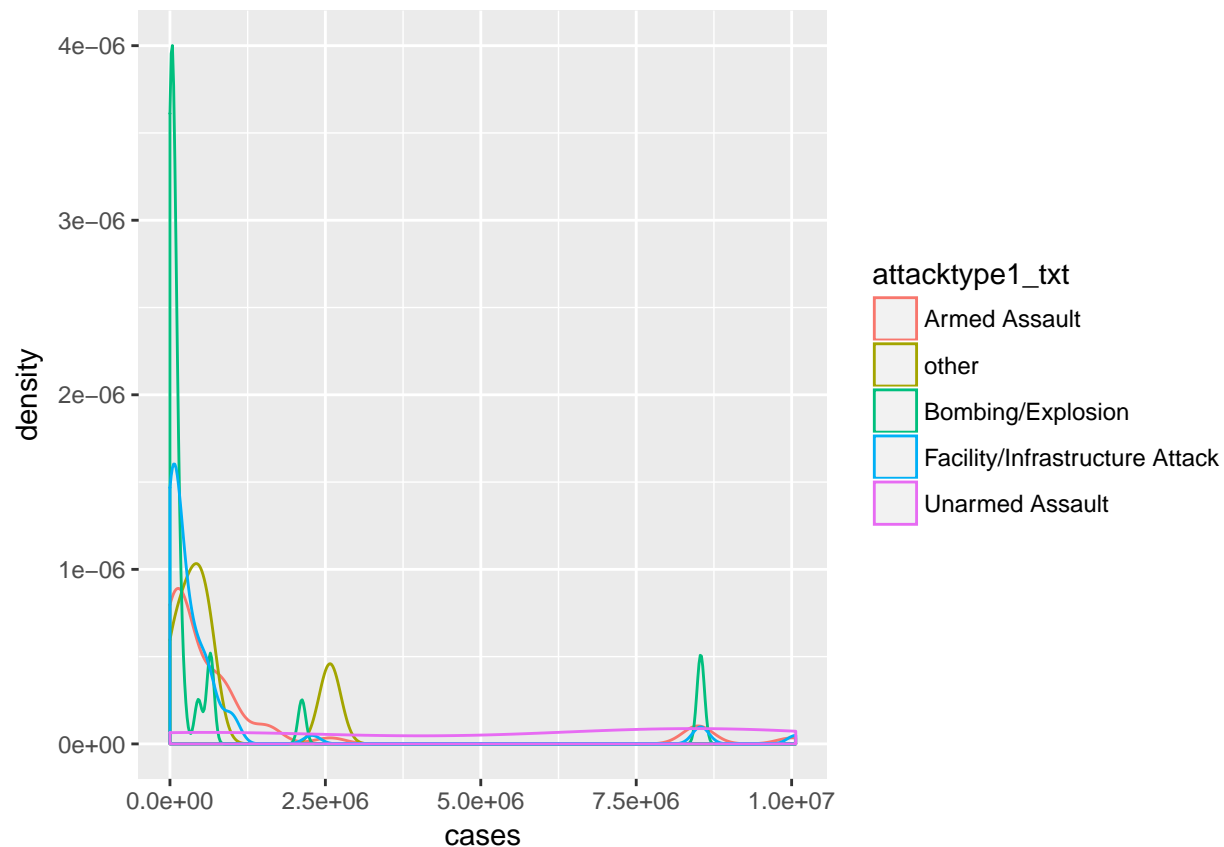 4e−06
3e−06
2e−06
1e−06
0e+00
density
0.0e+00 2.5e+06 5.0e+06 7.5e+06 1.0e+07
cases
attacktype1_txt
Armed Assault
other
Bombing/Explosion
Facility/Infrastructure Attack
Unarmed Assault